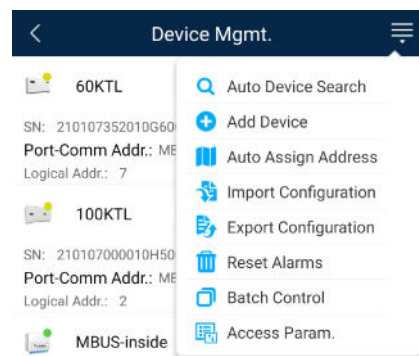 Device Mgmt.
60KTL
SN: 210107352010G60
Port-Comm Addr.: ME
Logical Addr.: 7
100KTL
SN: 210107000010H50
Port-Comm Addr.: ME
Logical Addr.: 2
MBUS-inside
Auto Device Search
Add Device
Auto Assign Address
Import Configuration
Export Configuration
Reset Alarms
Batch Control
Access Param.